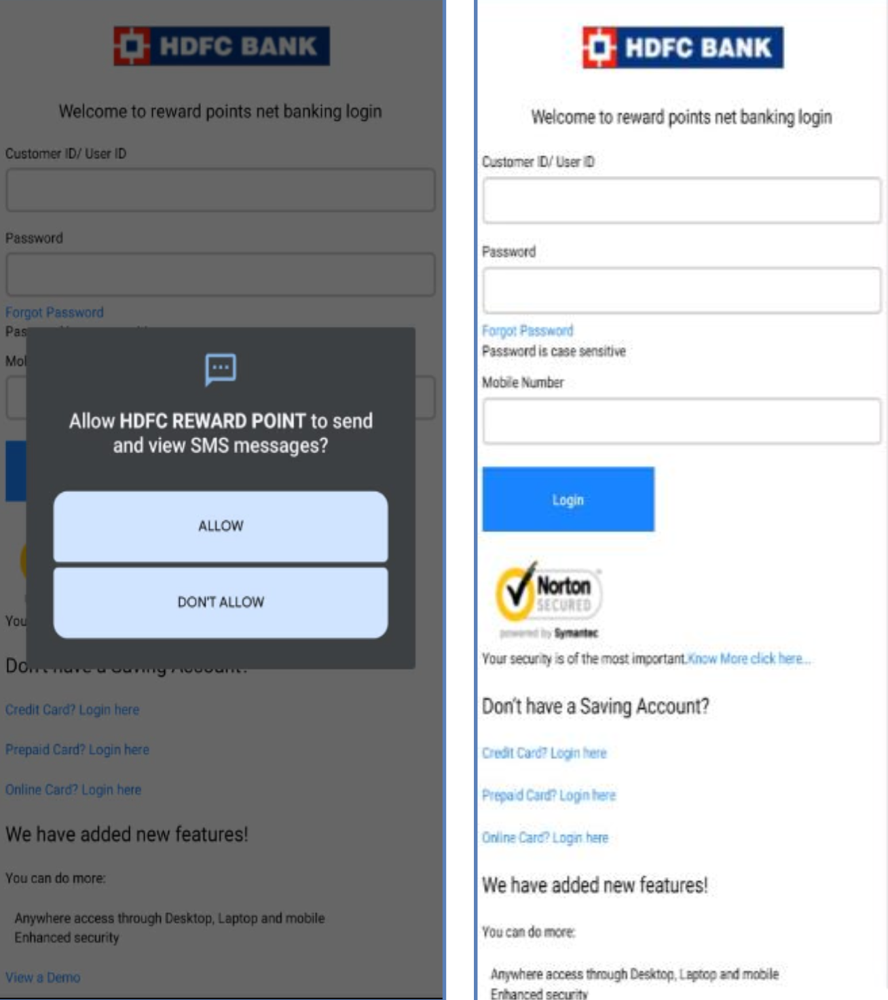 HDFC BANK
Welcome to reward points net banking login
Customer ID/ User ID
Password
Forgot Password
Pas
Mol
Allow HDFC REWARD POINT to send
and view SMS messages?
ALLOW
DON'T ALLOW
You
Don't have a Saving Account?
Credit Card? Login here
Prepaid Card? Login here
Online Card? Login here
We have added new features!
You can do more:
Anywhere access through Desktop, Laptop and mobile
Enhanced security
View a Demo
HDFC BANK
Welcome to reward points net banking login
Customer ID/ User ID
Password
Forgot Password
Password is case sensitive
Mobile Number
Login
Norton
SECURED
powered by Symantec
Your security is of the most important.Know More click here...
Don't have a Saving Account?
Credit Card? Login here
Prepaid Card? Login here
Online Card? Login here
We have added new features!
You can do more:
Anywhere access through Desktop, Laptop and mobile
Enhanced security